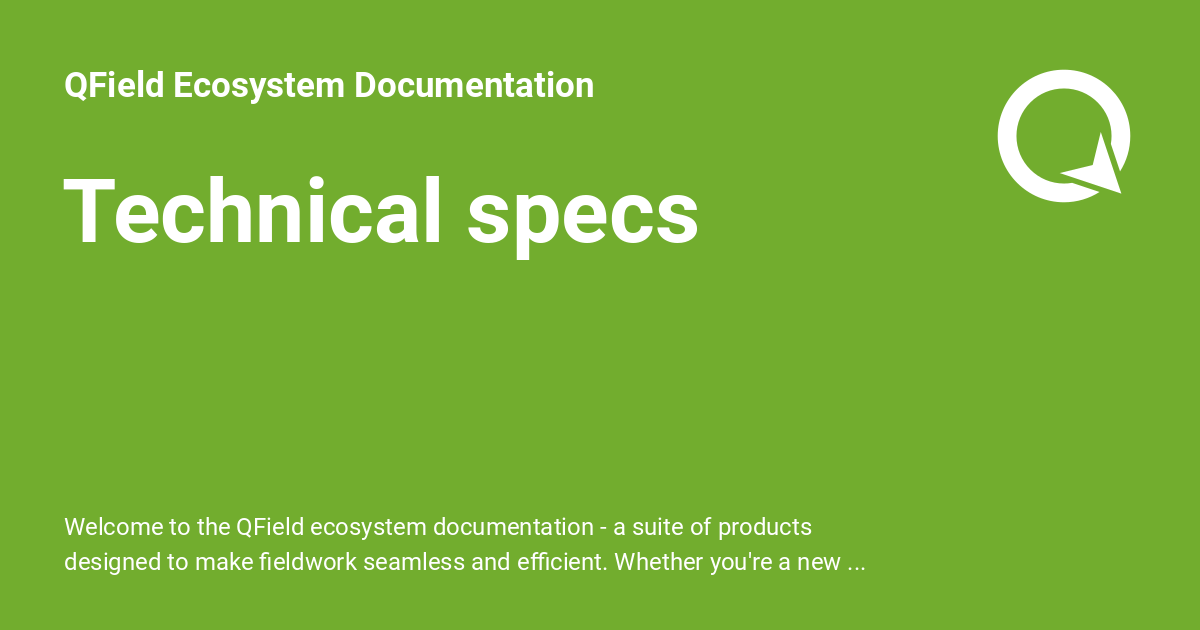 QField Ecosystem Documentation
Technical specs
Welcome to the QField ecosystem documentation - a suite of products
designed to make fieldwork seamless and efficient. Whether you're a new ...